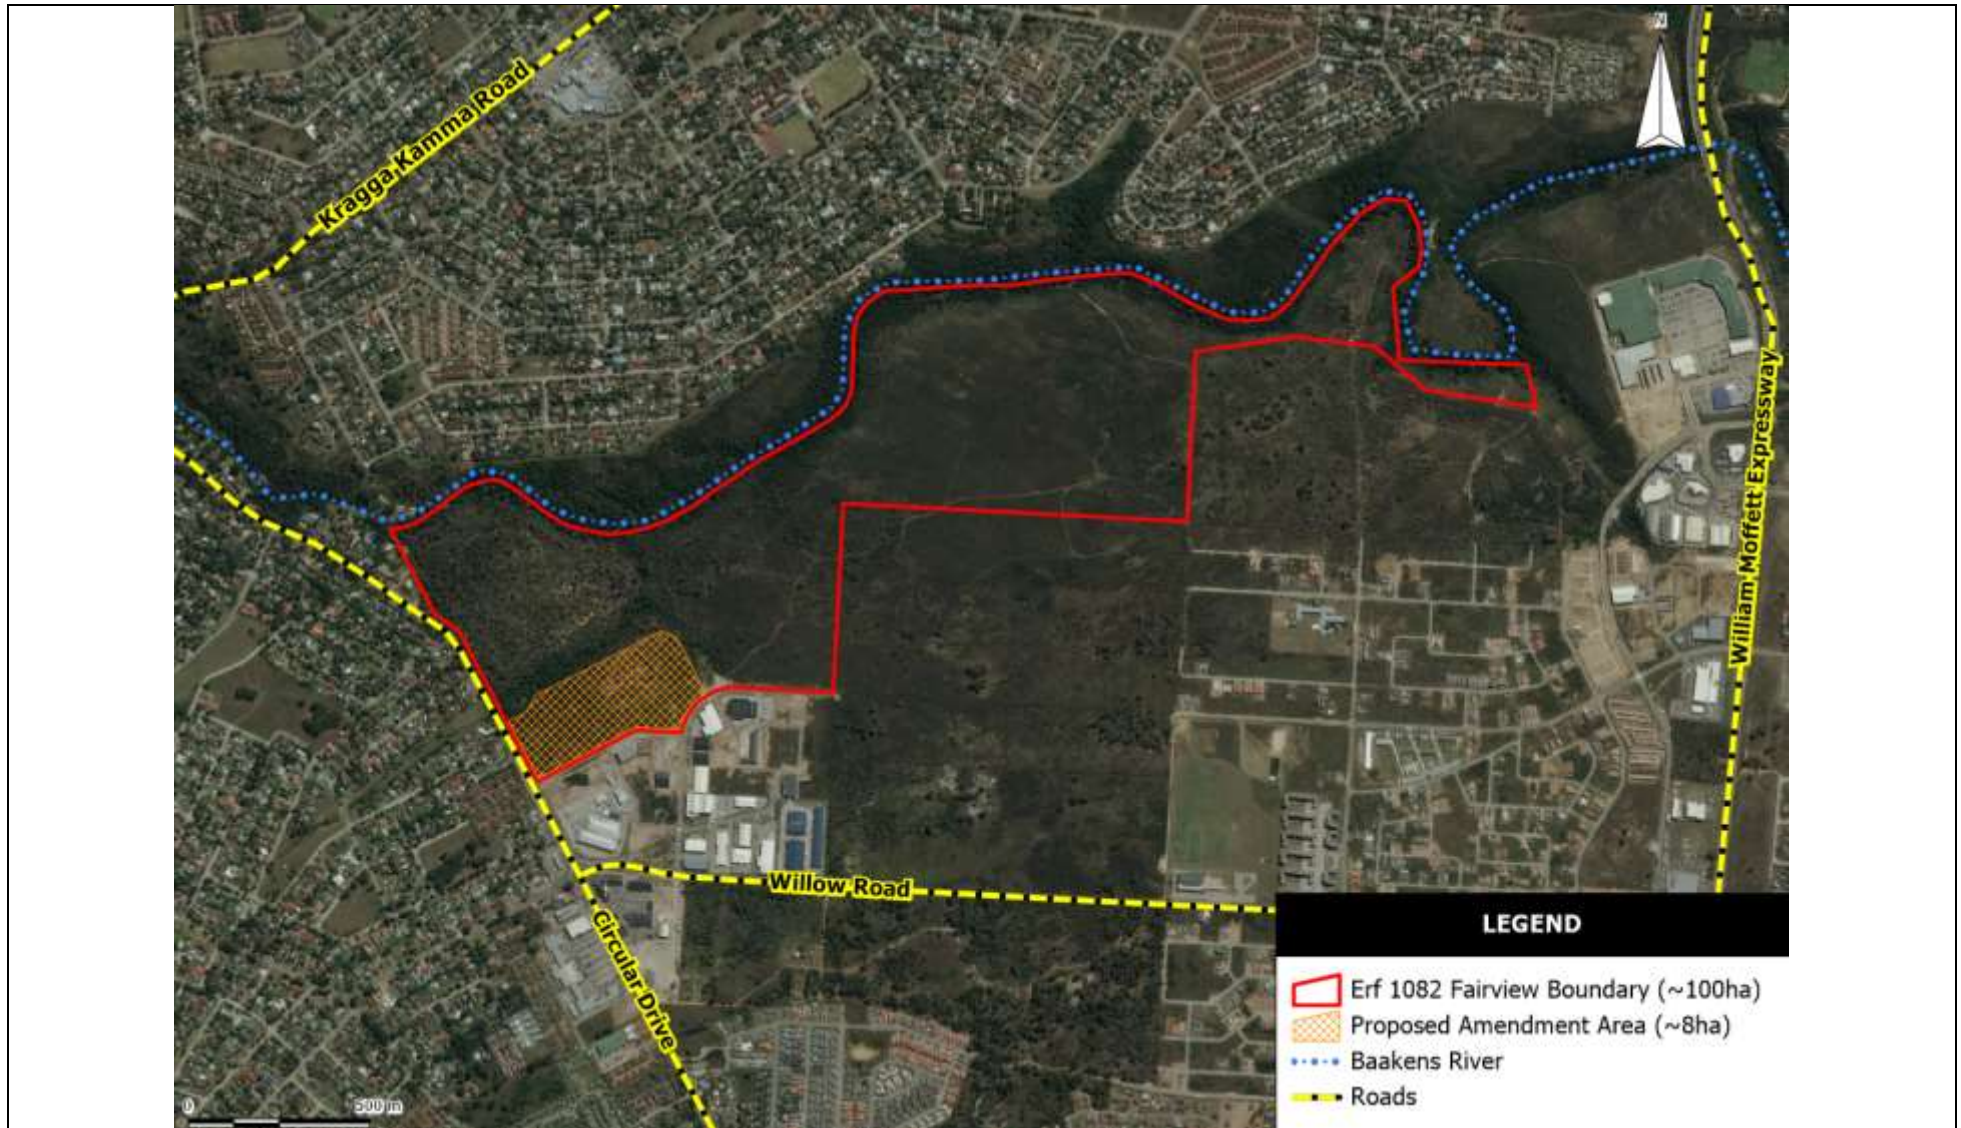 N
Kragga Kamma Road
William Moffett Expressway
Willow Road
Circular Drive
LEGEND
Erf 1082 Fairview Boundary (~100ha)
Proposed Amendment Area (~8ha)
Baakens River
Roads
0 500 m